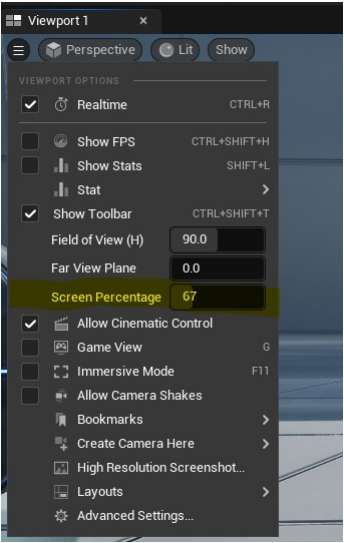 Viewport 1 ×
Perspective Lit Show
VIEWPORT OPTIONS
Realtime CTRL+R
Show FPS CTRL+SHIFT+H
Show Stats SHIFT+L
Stat
Show Toolbar CTRL+SHIFT+T
Field of View (H) 90.0
Far View Plane 0.0
Screen Percentage 67
Allow Cinematic Control
Game View G
Immersive Mode F11
Allow Camera Shakes
Bookmarks
Create Camera Here
High Resolution Screenshot...
Layouts
Advanced Settings...